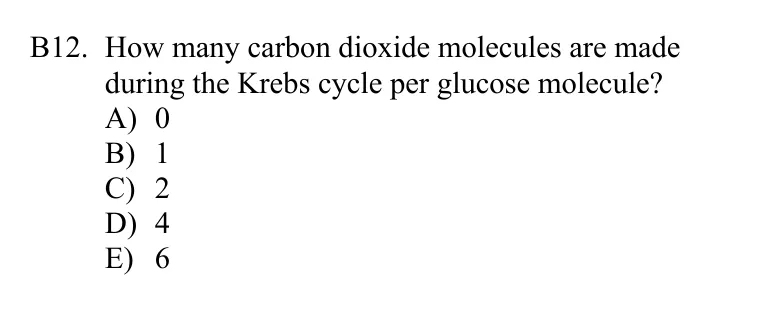 B12. How many carbon dioxide molecules are made
during the Krebs cycle per glucose molecule?
A) 0
B) 1
C) 2
D) 4
E) 6